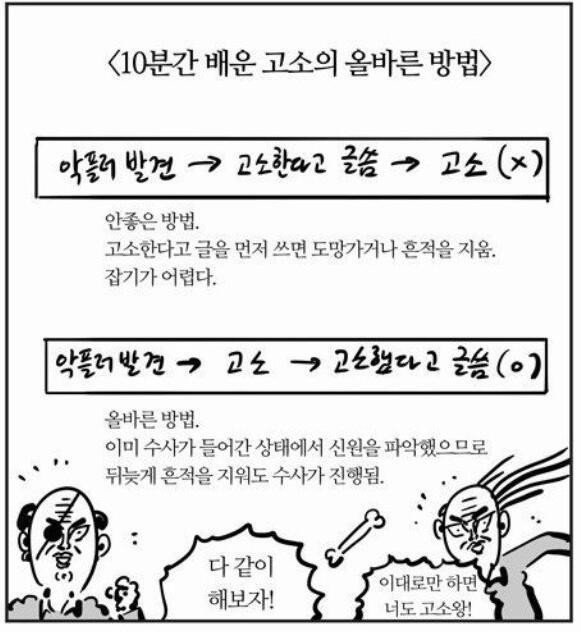 <10분간 배운 고소의 올바른 방법>
악플러 발견 → 고소한다고 글씀 → 고소 (×)
안좋은 방법.
고소한다고 글을 먼저 쓰면 도망가거나 흔적을 지움.
잡기가 어렵다.
악플러 발견 → 고소 → 고소했다고 글씀 (○)
올바른 방법.
이미 수사가 들어간 상태에서 신원을 파악했으므로
뒤늦게 흔적을 지워도 수사가 진행됨.
다 같이
해보자!
이대로만 하면
너도 고소왕!